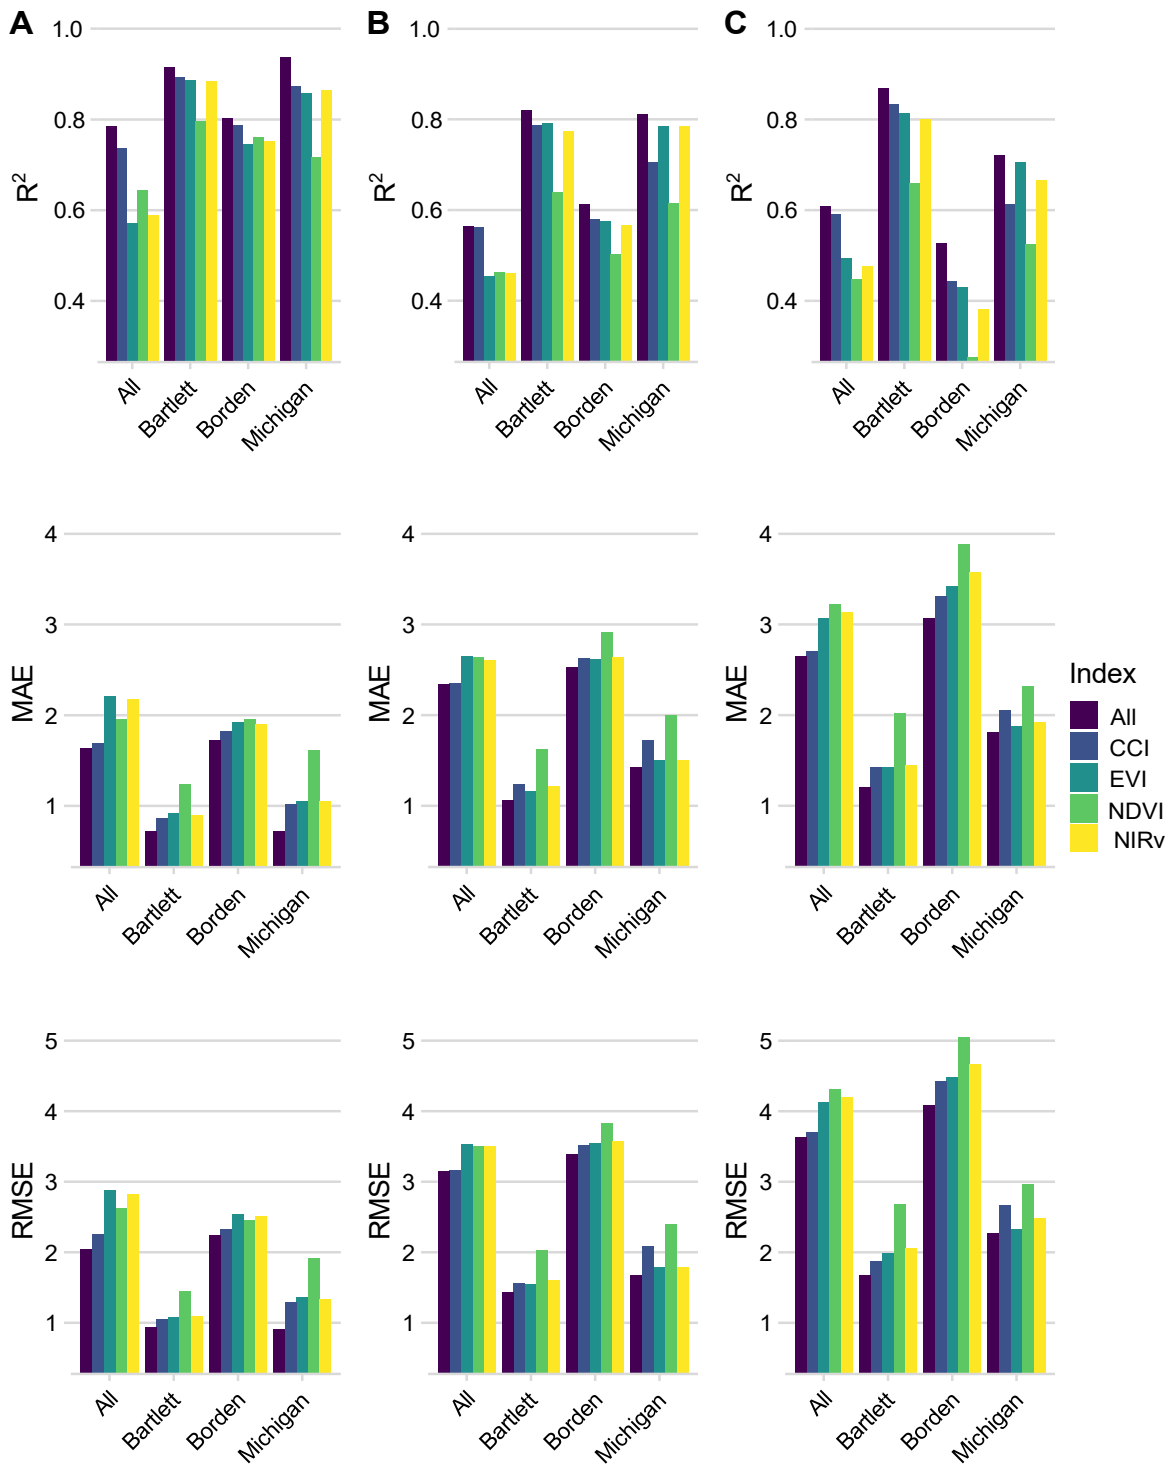 A
B
C
1.0
0.8
0.6
0.4
R²
All
Bartlett
Borden
Michigan
1.0
0.8
0.6
0.4
R²
All
Bartlett
Borden
Michigan
1.0
0.8
0.6
0.4
R²
All
Bartlett
Borden
Michigan
4
3
2
1
MAE
All
Bartlett
Borden
Michigan
4
3
2
1
MAE
All
Bartlett
Borden
Michigan
4
3
2
1
MAE
All
Bartlett
Borden
Michigan
Index
All
CCI
EVI
NDVI
NIRv
5
4
3
2
1
RMSE
All
Bartlett
Borden
Michigan
5
4
3
2
1
RMSE
All
Bartlett
Borden
Michigan
5
4
3
2
1
RMSE
All
Bartlett
Borden
Michigan